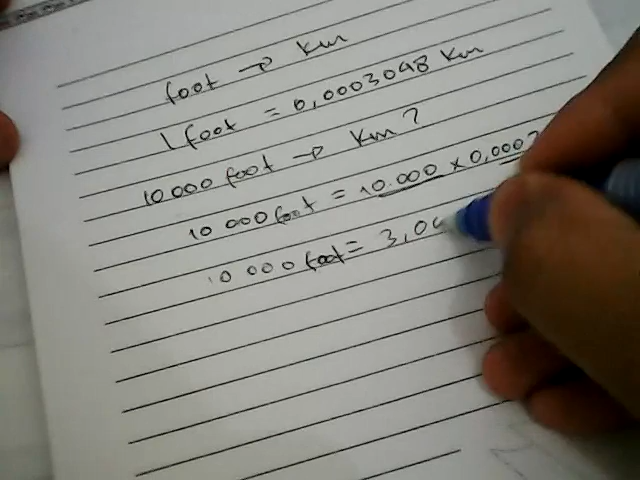 foot → Km
1 foot = 0,0003048 Km
10 000 foot → Km ?
10 000 foot = 10.000 x 0,000
10 000 foot = 3,04